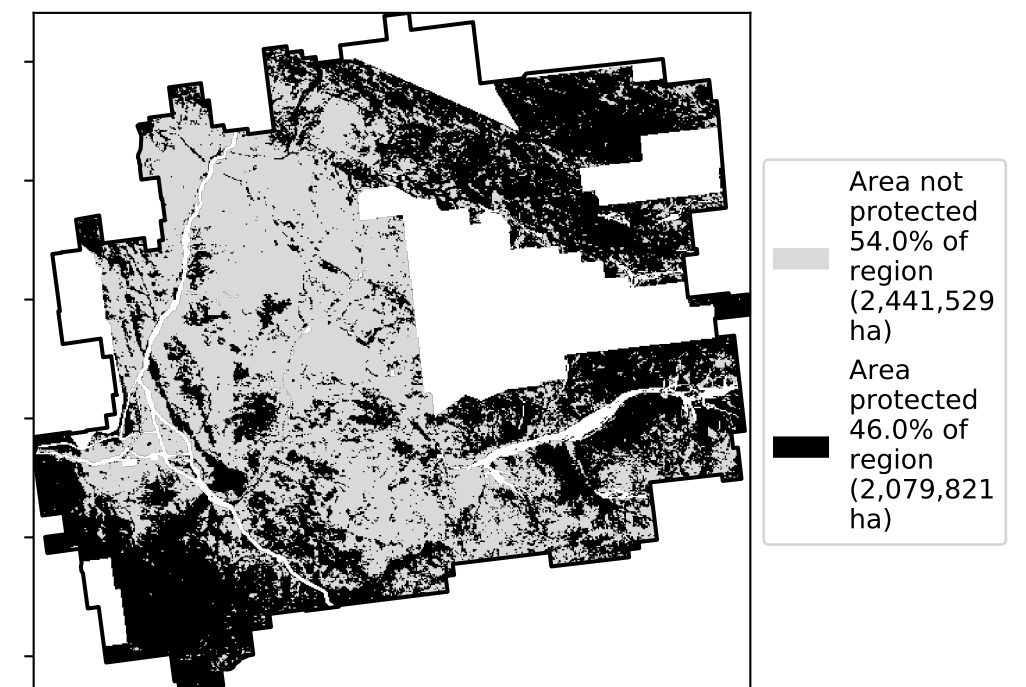 Area not
protected
54.0% of
region
(2,441,529
ha)
Area
protected
46.0% of
region
(2,079,821
ha)